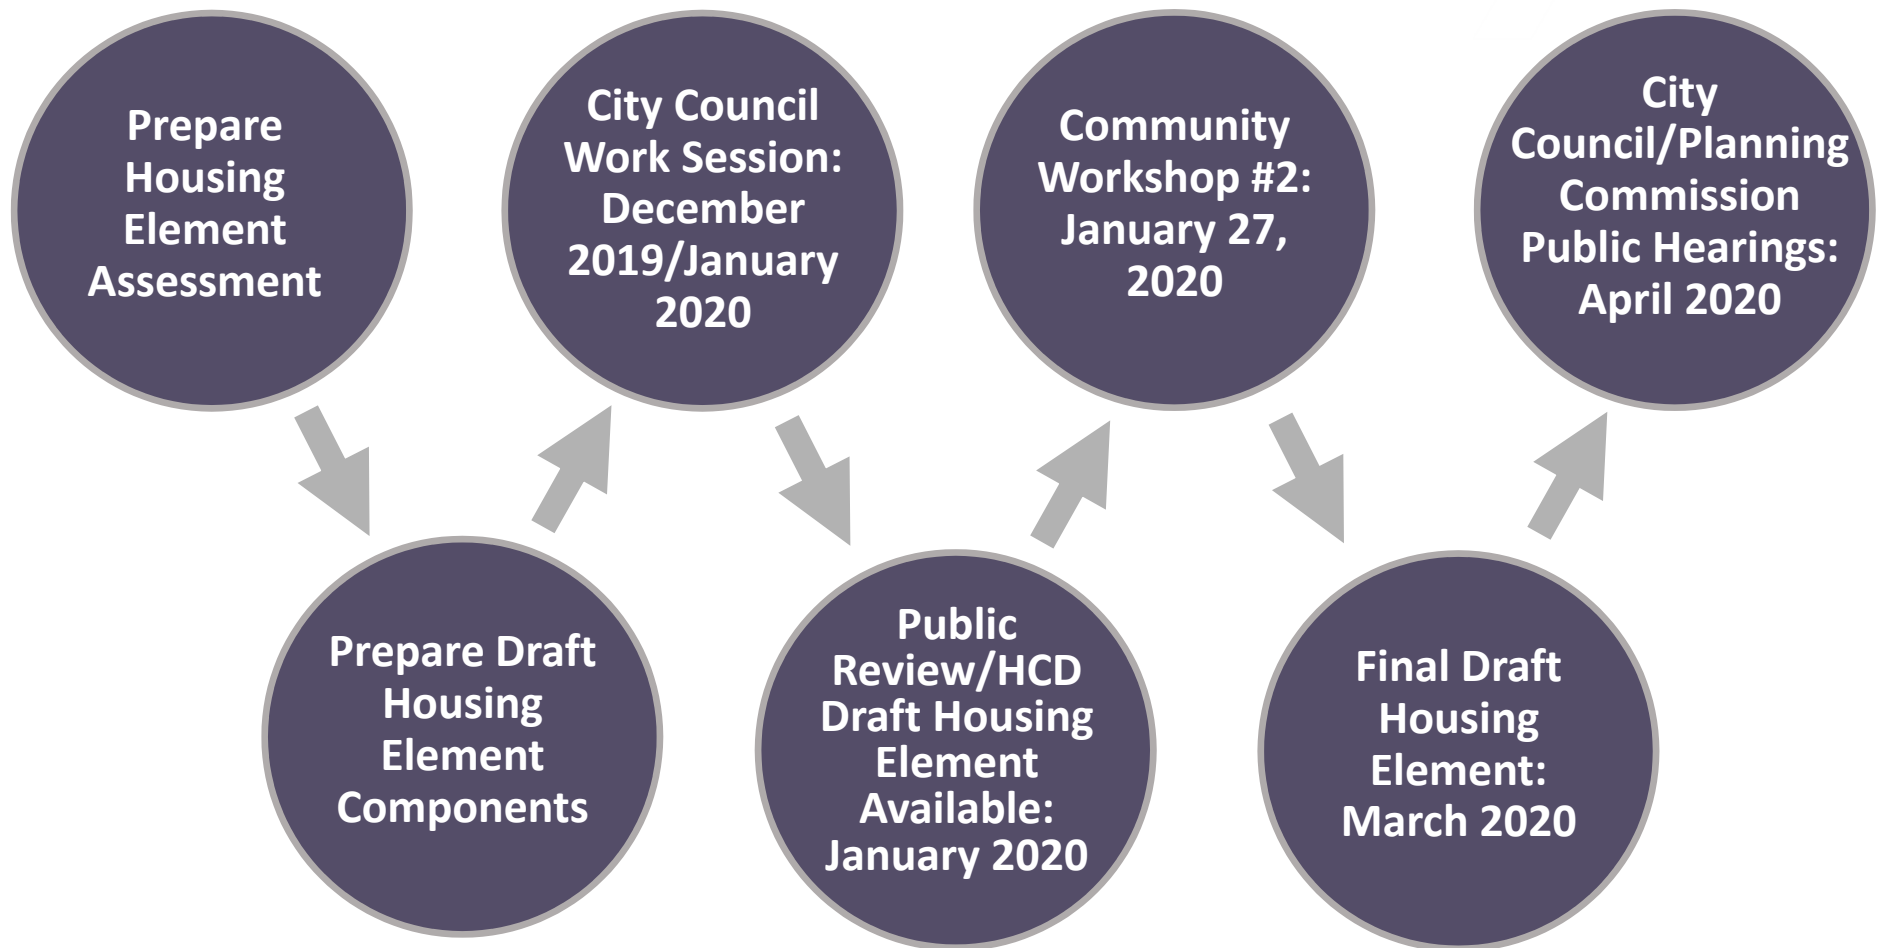 Prepare
Housing
Element
Assessment
Prepare Draft
Housing
Element
Components
City Council
Work Session:
December
2019/January
2020
Public
Review/HCD
Draft Housing
Element
Available:
January 2020
Community
Workshop #2:
January 27,
2020
Final Draft
Housing
Element:
March 2020
City
Council/Planning
Commission
Public Hearings:
April 2020